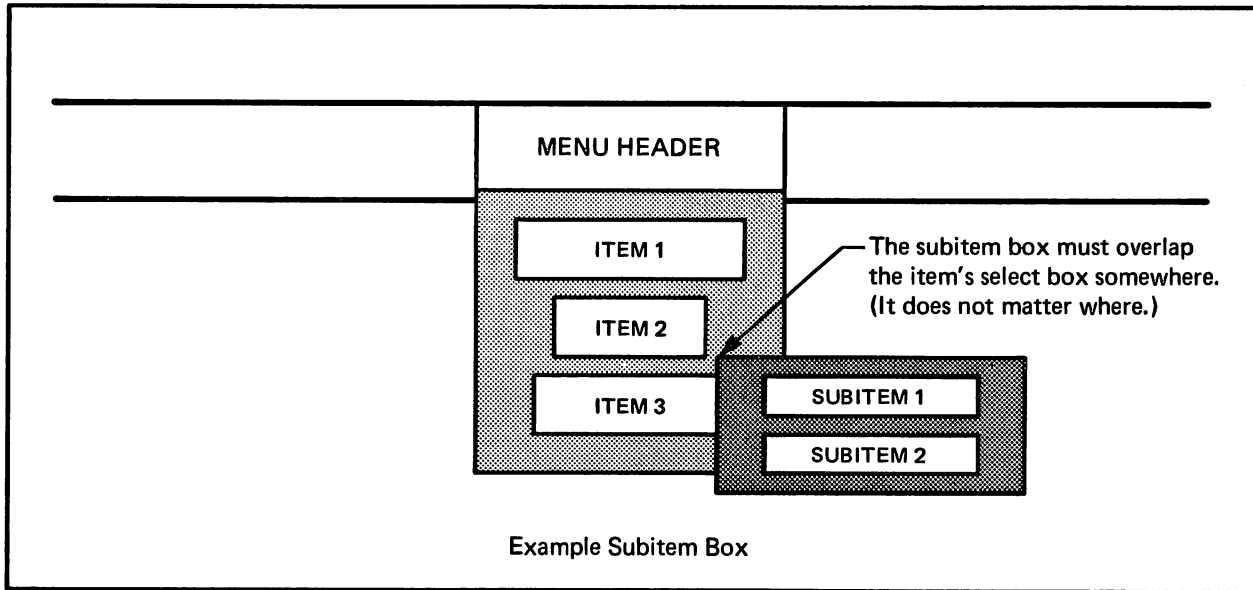 MENU HEADER
ITEM 1
ITEM 2
ITEM 3
The subitem box must overlap
the item's select box somewhere.
(It does not matter where.)
SUBITEM 1
SUBITEM 2
Example Subitem Box